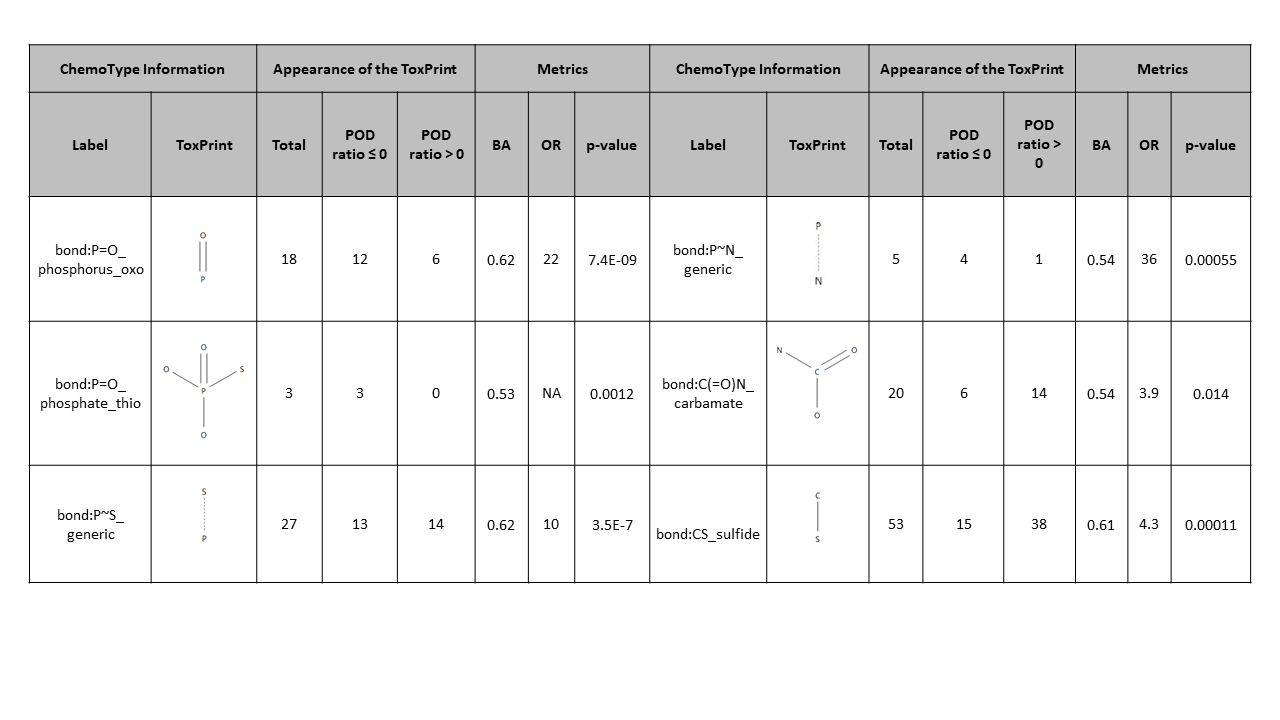 ChemoType Information Appearance of the ToxPrint Metrics ChemoType Information Appearance of the ToxPrint Metrics
Label ToxPrint Total POD ratio ≤ 0 POD ratio > 0 BA OR p-value Label ToxPrint Total POD ratio ≤ 0 POD ratio > 0 BA OR p-value
bond:P=O_
phosphorus_oxo
O
P
18 12 6 0.62 22 7.4E-09
bond:P~N_
generic
P
N
5 4 1 0.54 36 0.00055
bond:P=O_
phosphate_thio
O
O S
P
O
3 3 0 0.53 NA 0.0012
bond:C(=O)N_
carbamate
N O
C
O
20 6 14 0.54 3.9 0.014
bond:P~S_
generic
S
P
27 13 14 0.62 10 3.5E-7
bond:CS_sulfide
C
S
53 15 38 0.61 4.3 0.00011